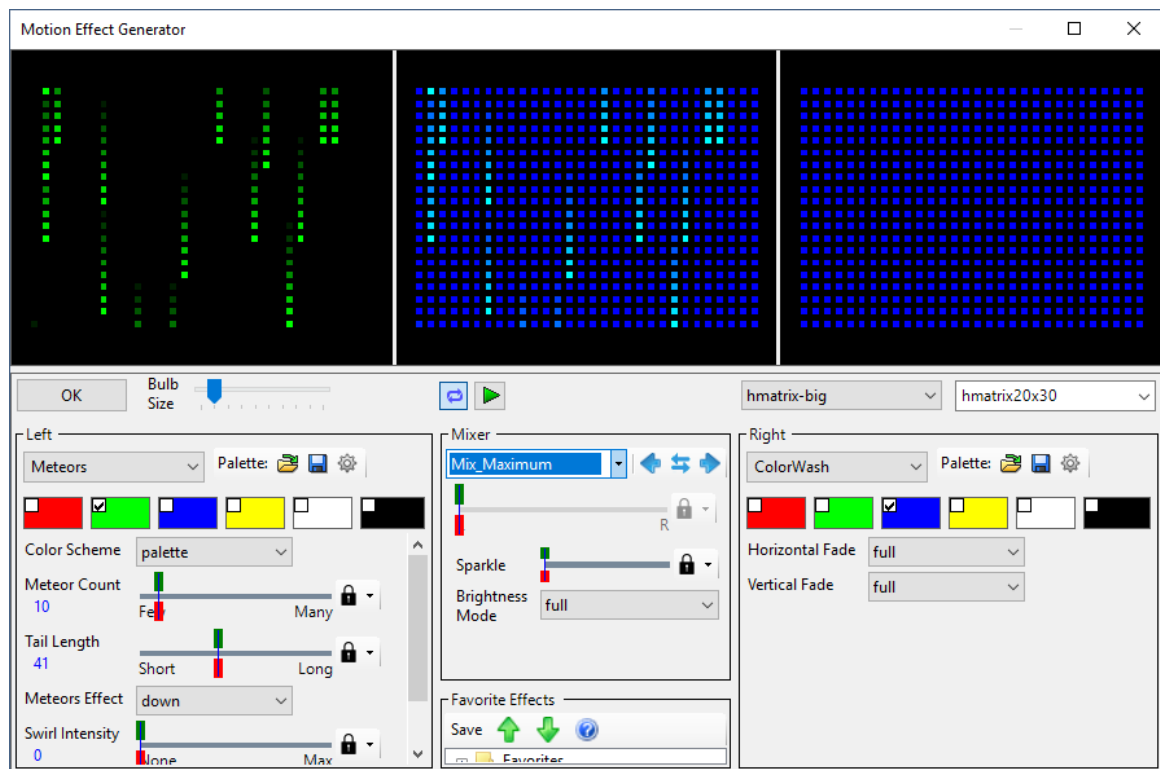 Motion Effect Generator
OK
Bulb Size
hmatrix-big
hmatrix20x30
Left
Meteors
Palette:
Color Scheme
palette
Meteor Count
10
Few
Many
Tail Length
41
Short
Long
Meteors Effect
down
Swirl Intensity
0
None
Max
Mixer
Mix_Maximum
R
Sparkle
Brightness Mode
full
Favorite Effects
Save
Favorites
Right
ColorWash
Palette:
Horizontal Fade
full
Vertical Fade
full